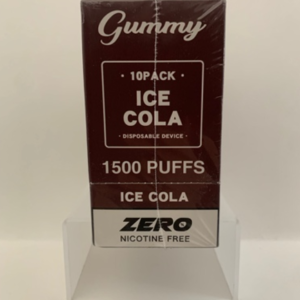 Gummy
· 10PACK ·
ICE
COLA
· DISPOSABLE DEVICE ·
1500 PUFFS
ICE COLA
ZERO
NICOTINE FREE